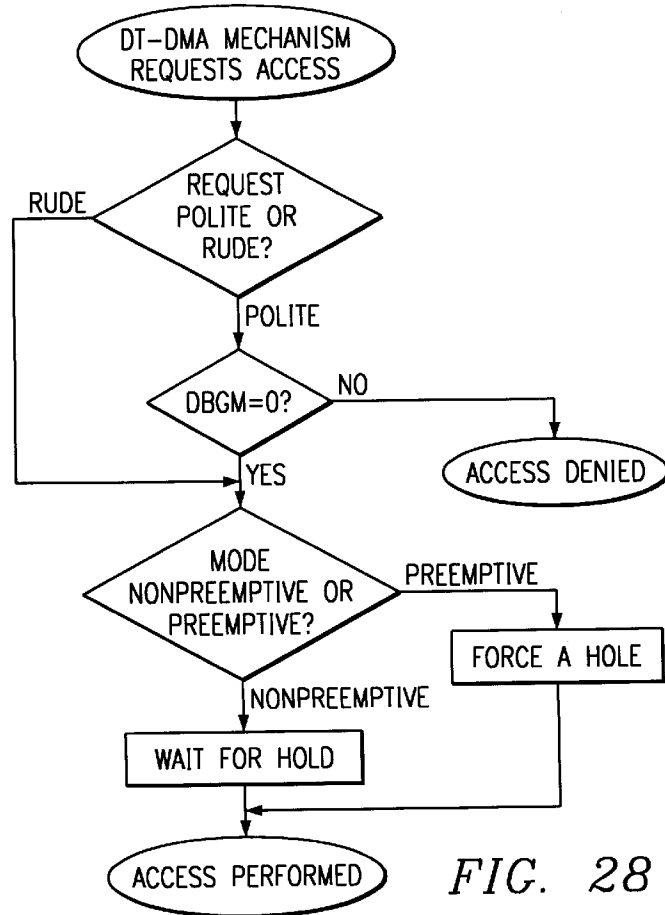 DT-DMA MECHANISM
REQUESTS ACCESS
REQUEST
POLITE OR
RUDE?
RUDE
POLITE
DBGM=0?
NO
YES
ACCESS DENIED
MODE
NONPREEMPTIVE OR
PREEMPTIVE?
PREEMPTIVE
FORCE A HOLE
NONPREEMPTIVE
WAIT FOR HOLD
ACCESS PERFORMED
FIG. 28